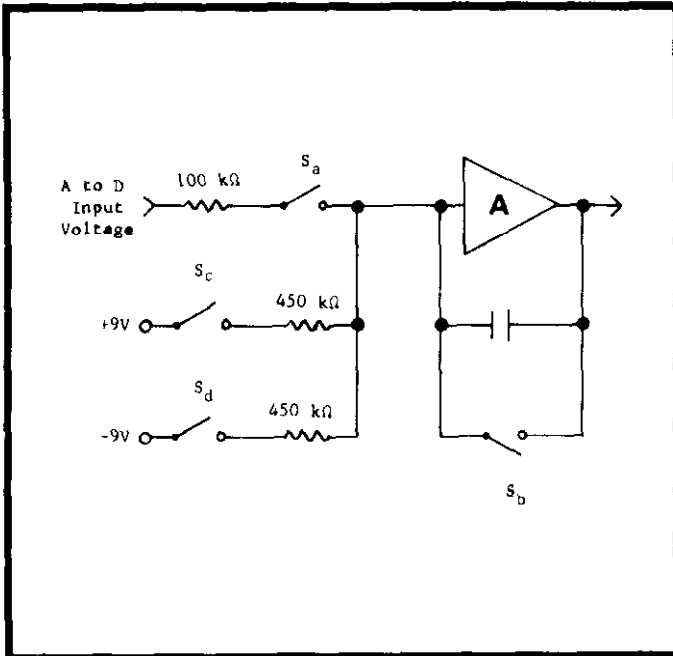 A to D
Input
Voltage
100 kΩ
Sa
A
Sc
450 kΩ
+9V
Sd
450 kΩ
-9V
Sb